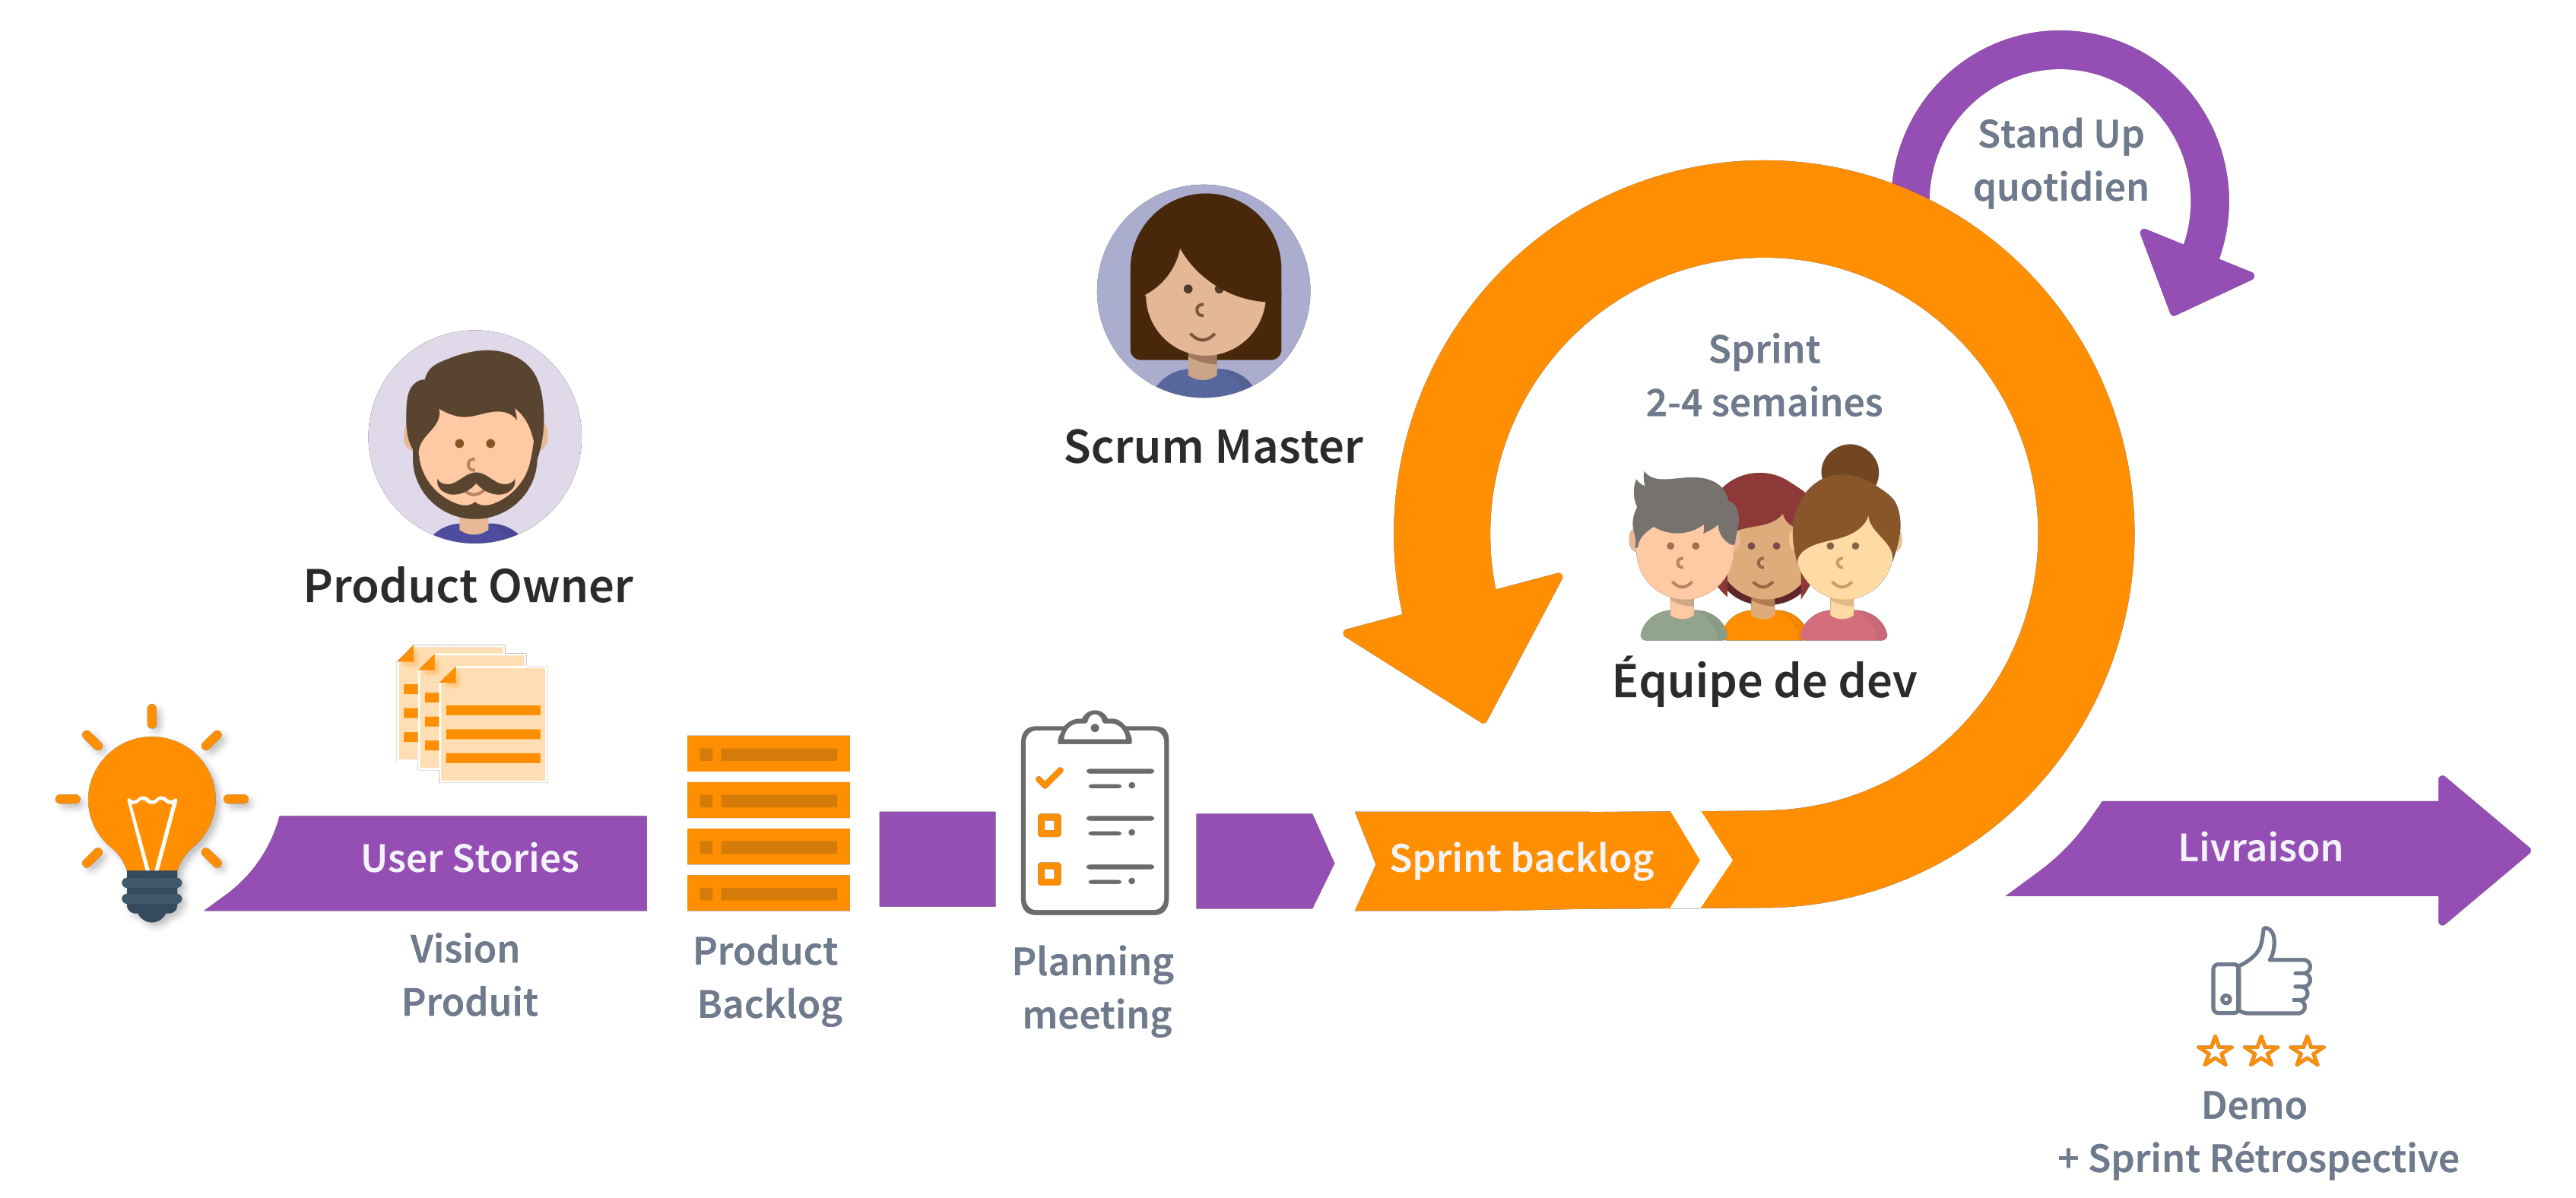 Stand Up
quotidien
Sprint
2-4 semaines
Scrum Master
Product Owner
Équipe de dev
User Stories
Sprint backlog
Livraison
Vision
Produit
Product
Backlog
Planning
meeting
Demo
+ Sprint Rétrospective